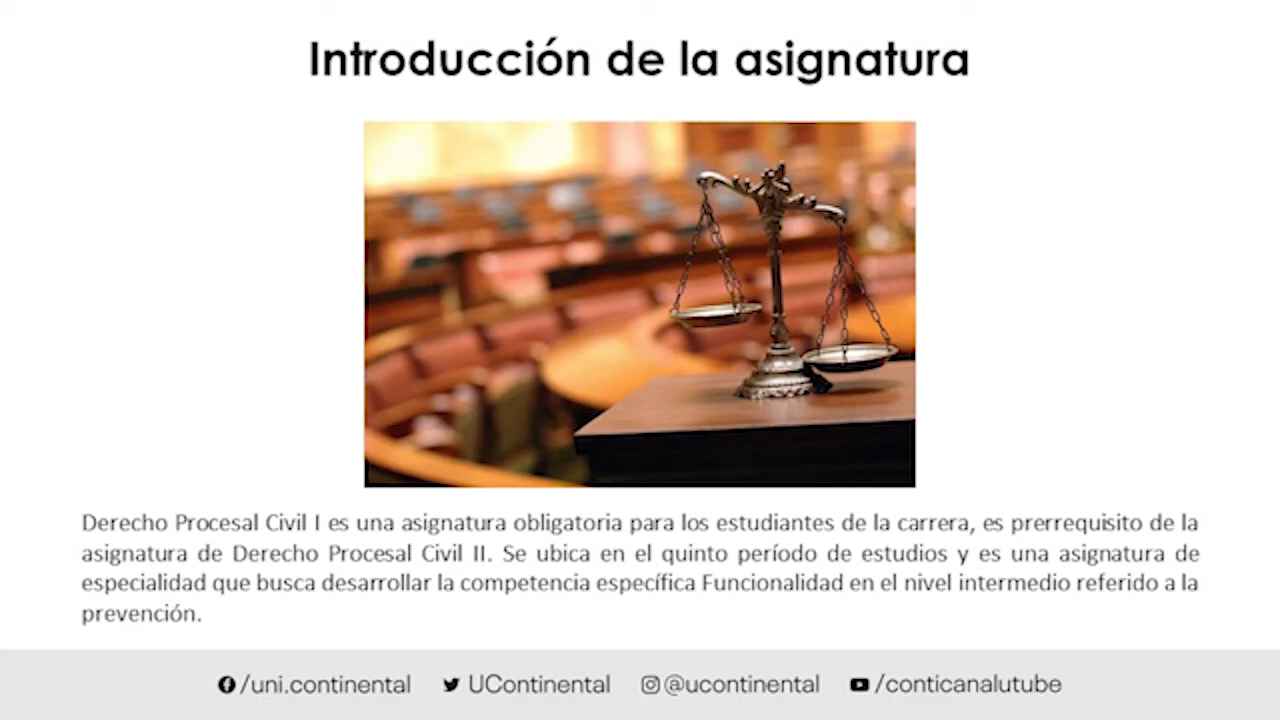 Introducción de la asignatura
Derecho Procesal Civil I es una asignatura obligatoria para los estudiantes de la carrera, es prerrequisito de la
asignatura de Derecho Procesal Civil II. Se ubica en el quinto período de estudios y es una asignatura de
especialidad que busca desarrollar la competencia específica Funcionalidad en el nivel intermedio referido a la
prevención.
/uni.continental UContinental @ucontinental /conticanalutube